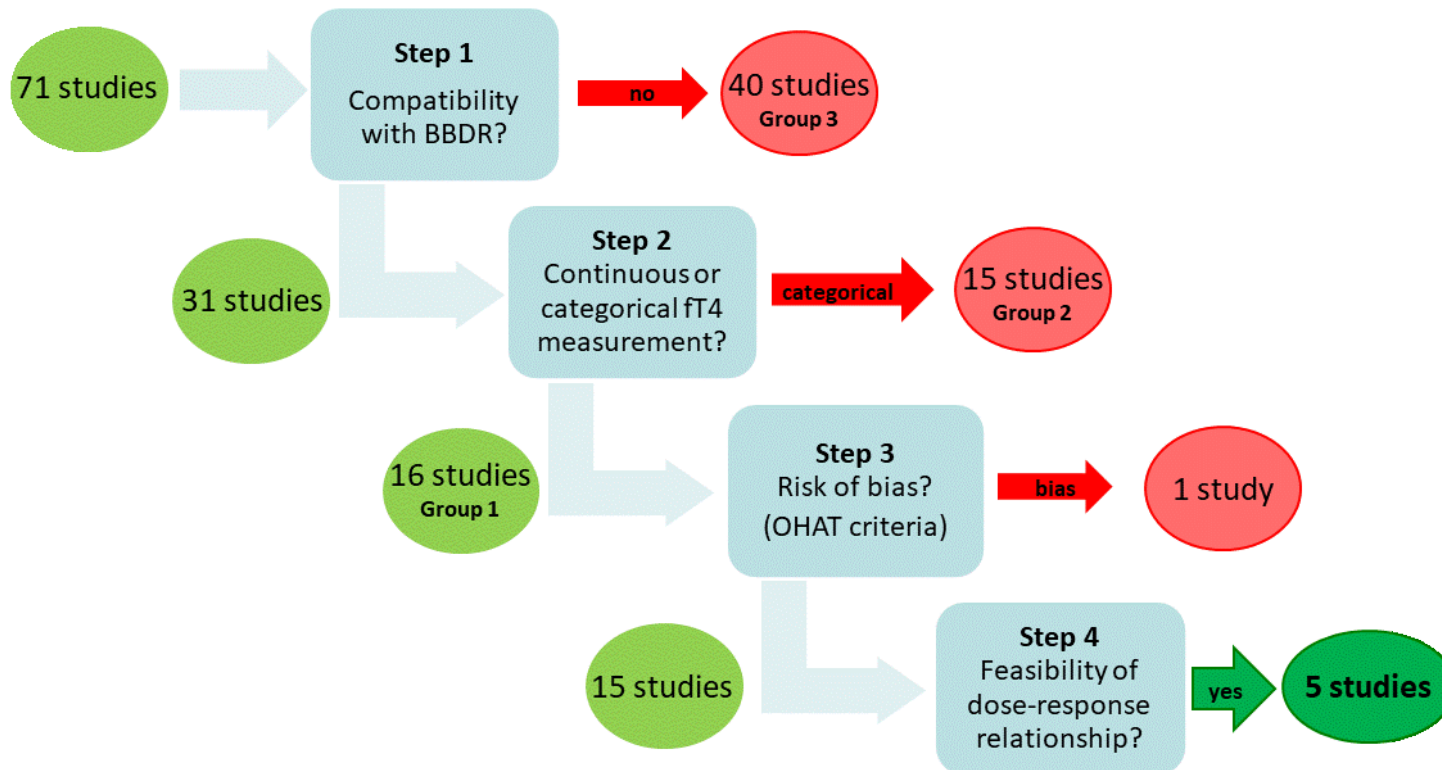 71 studies
Step 1
Compatibility
with BBDR?
no
40 studies
Group 3
31 studies
Step 2
Continuous or
categorical fT4
measurement?
categorical
15 studies
Group 2
16 studies
Group 1
Step 3
Risk of bias?
(OHAT criteria)
bias
1 study
15 studies
Step 4
Feasibility of
dose-response
relationship?
yes
5 studies